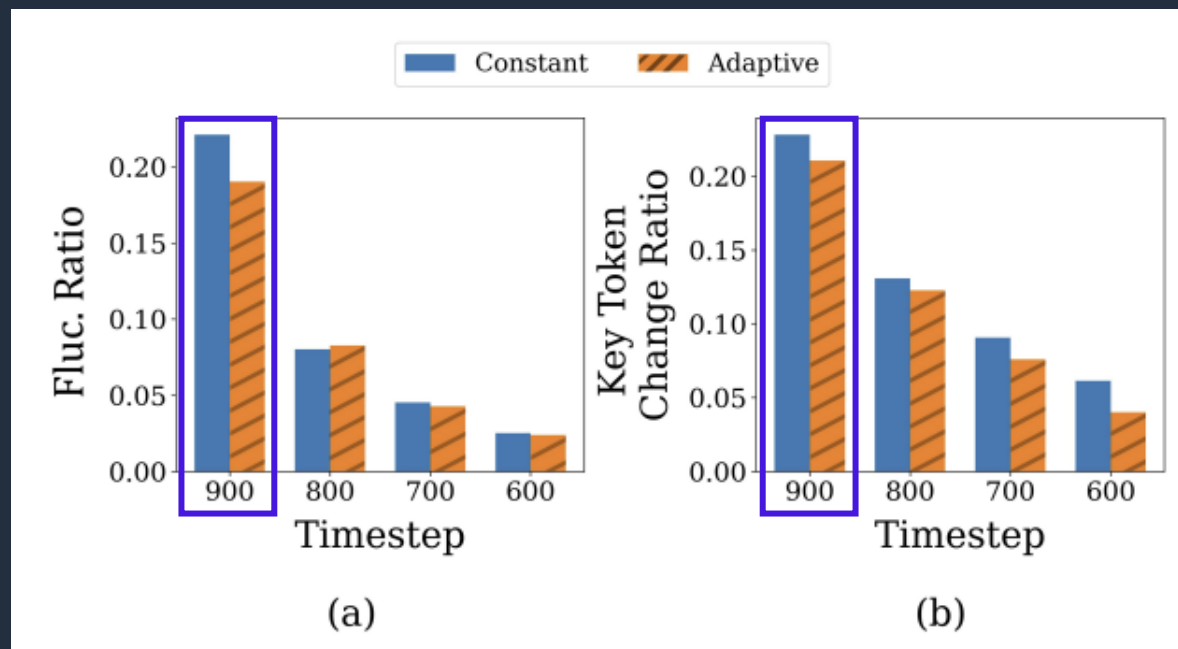 Constant Adaptive
Fluc. Ratio
0.20
0.15
0.10
0.05
0.00
900 800 700 600
Timestep
(a)
Key Token
Change Ratio
0.20
0.15
0.10
0.05
0.00
900 800 700 600
Timestep
(b)